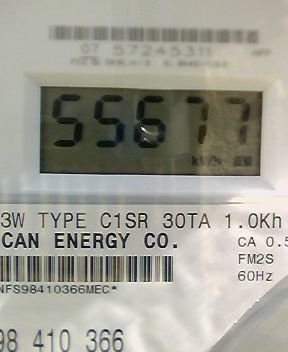 07 57245311
55677
kWh
3W TYPE C1SR 30TA 1.0Kh
CAN ENERGY CO.
CA 0.5
FM2S
60Hz
NFS98410366MEC*
98 410 366